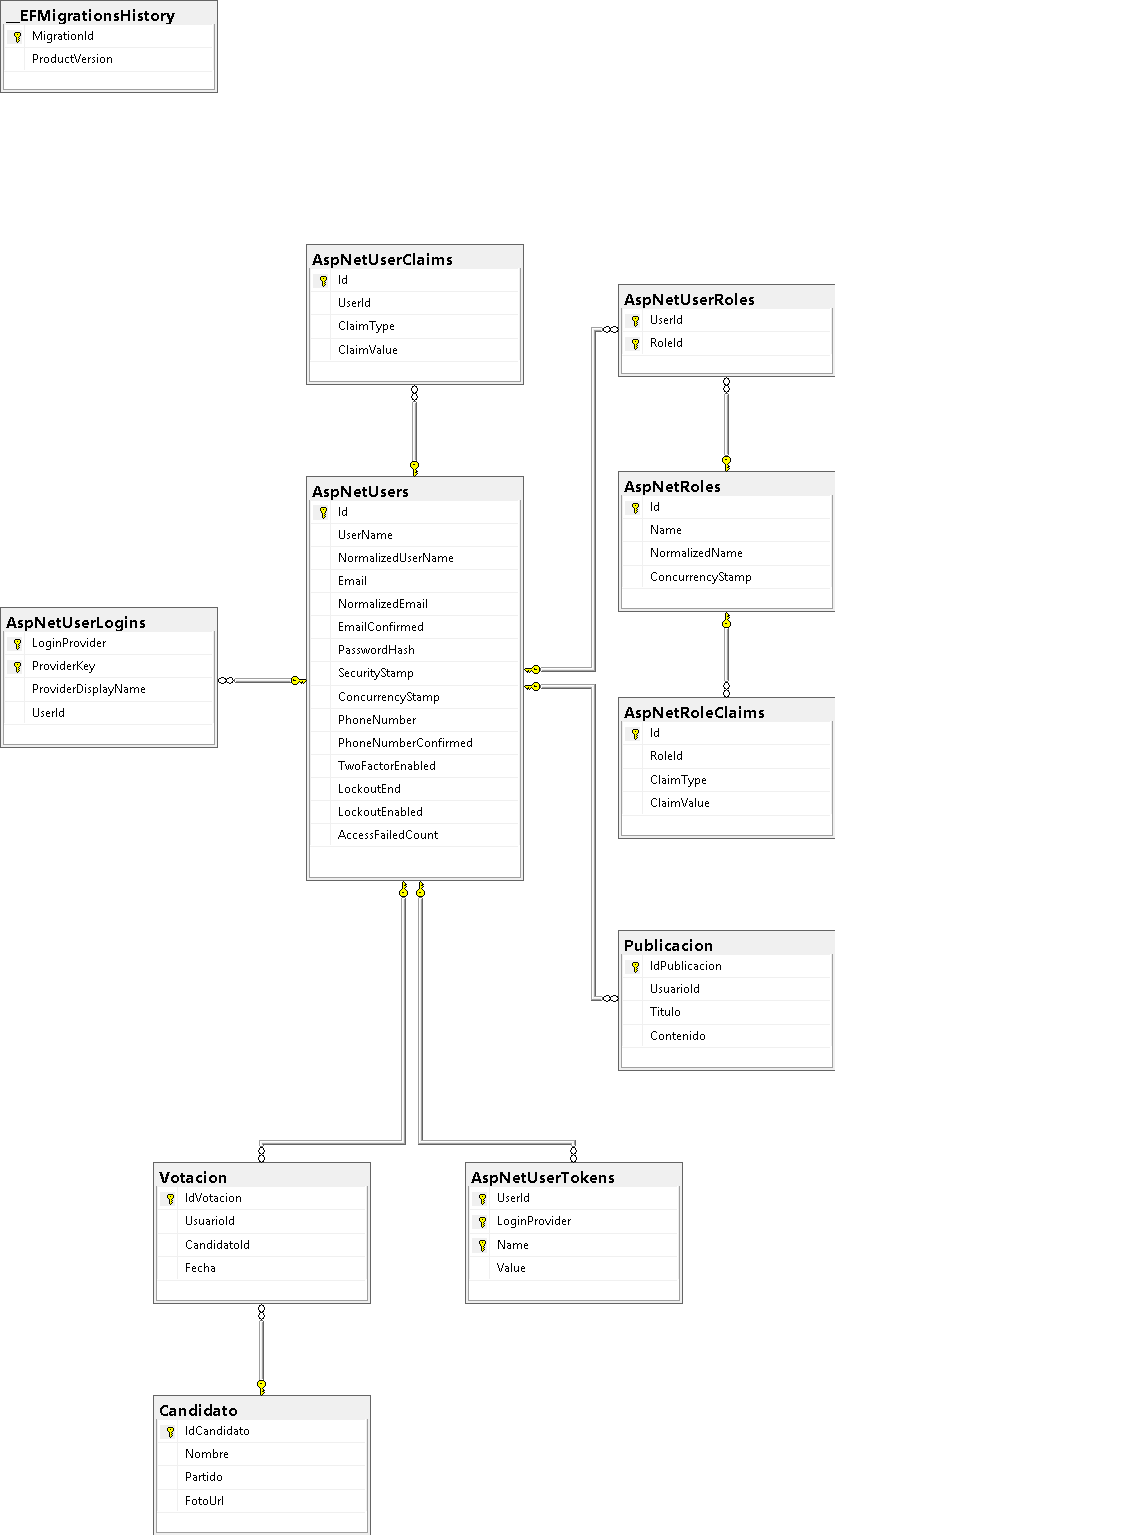 __EFMigrationsHistory
MigrationId
ProductVersion
AspNetUserClaims
Id
UserId
ClaimType
ClaimValue
AspNetUserRoles
UserId
RoleId
AspNetUsers
Id
UserName
NormalizedUserName
Email
NormalizedEmail
EmailConfirmed
PasswordHash
SecurityStamp
ConcurrencyStamp
PhoneNumber
PhoneNumberConfirmed
TwoFactorEnabled
LockoutEnd
LockoutEnabled
AccessFailedCount
AspNetRoles
Id
Name
NormalizedName
ConcurrencyStamp
AspNetUserLogins
LoginProvider
ProviderKey
ProviderDisplayName
UserId
AspNetRoleClaims
Id
RoleId
ClaimType
ClaimValue
Publicacion
IdPublicacion
UsuarioId
Titulo
Contenido
Votacion
IdVotacion
UsuarioId
CandidatoId
Fecha
AspNetUserTokens
UserId
LoginProvider
Name
Value
Candidato
IdCandidato
Nombre
Partido
FotoUrl